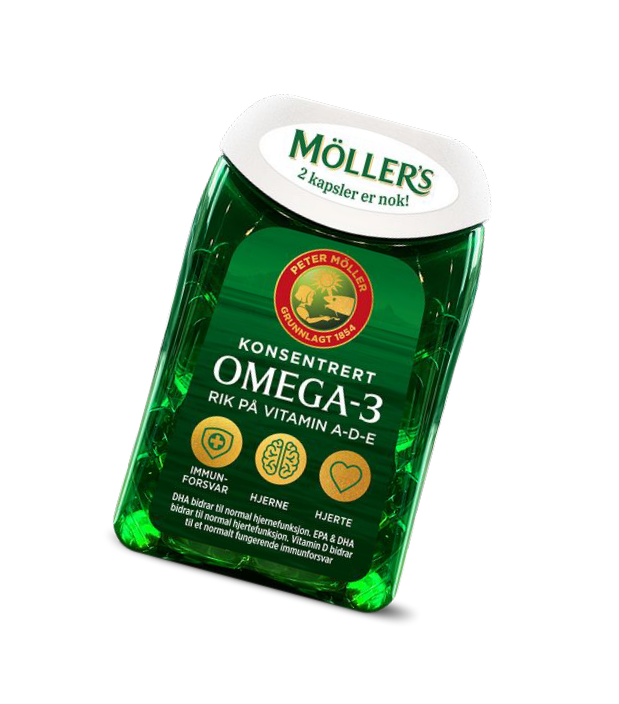 MÖLLER'S
2 kapsler er nok!
PETER MÖLLER
GRUNNLAGT 1854
KONSENTRERT
OMEGA-3
RIK PÅ VITAMIN A-D-E
IMMUN-
FORSVAR
HJERNE
HJERTE
DHA bidrar til normal hjernefunksjon. EPA & DHA
bidrar til normal hjertefunksjon. Vitamin D bidrar
til et normalt fungerende immunforsvar